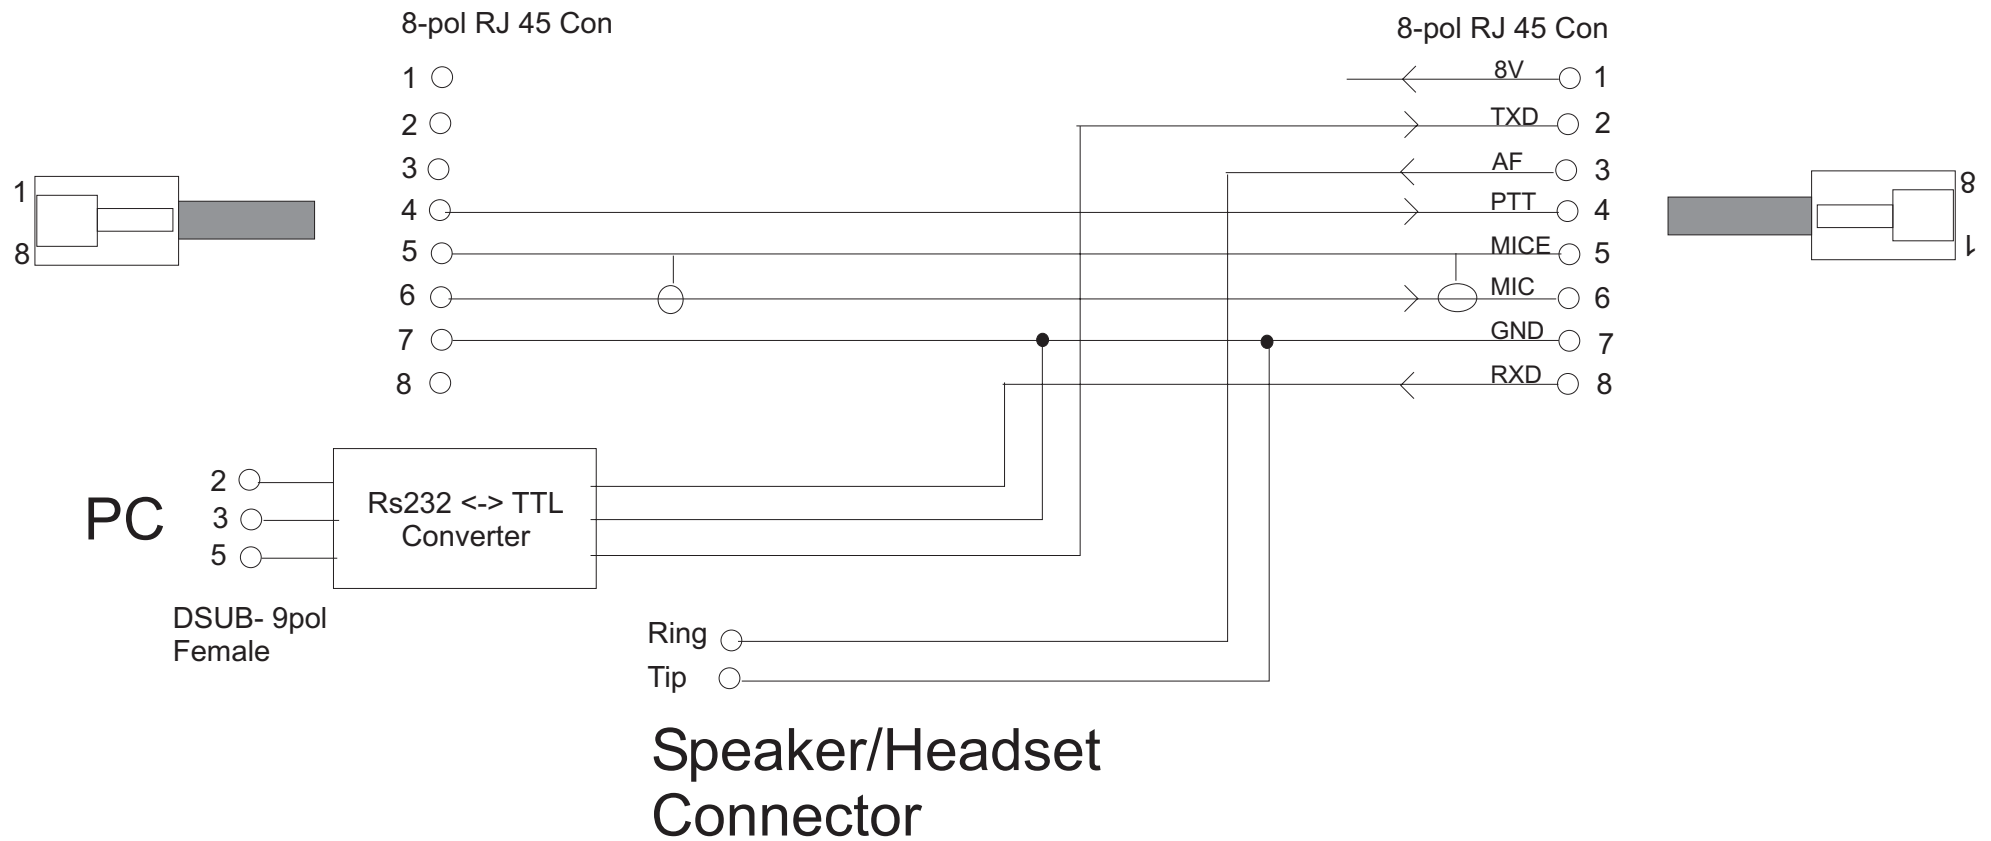 8-pol RJ 45 Con
8-pol RJ 45 Con
1
2
3
4
5
6
7
8
1
8
8V
1
TXD
2
AF
3
PTT
4
MICE
5
MIC
6
GND
7
RXD
8
8
1
PC
2
3
5
Rs232 <-> TTL
Converter
DSUB- 9pol
Female
Ring
Tip
Speaker/Headset
Connector